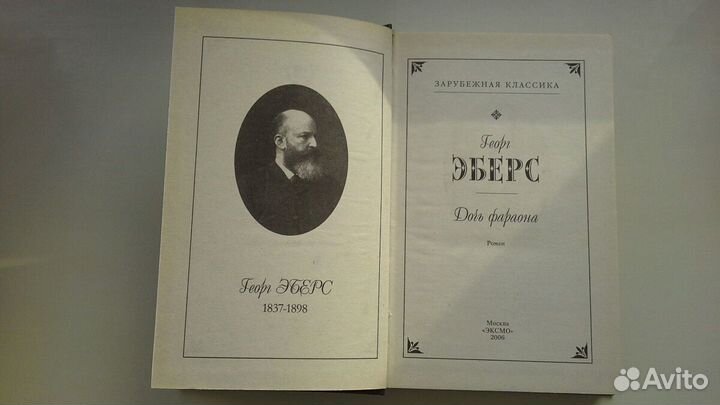 Георг ЭБЕРС
1837-1898
ЗАРУБЕЖНАЯ КЛАССИКА
Георг
ЭБЕРС
Дочь фараона
Роман
Москва
«ЭКСМО»
2006
Avito